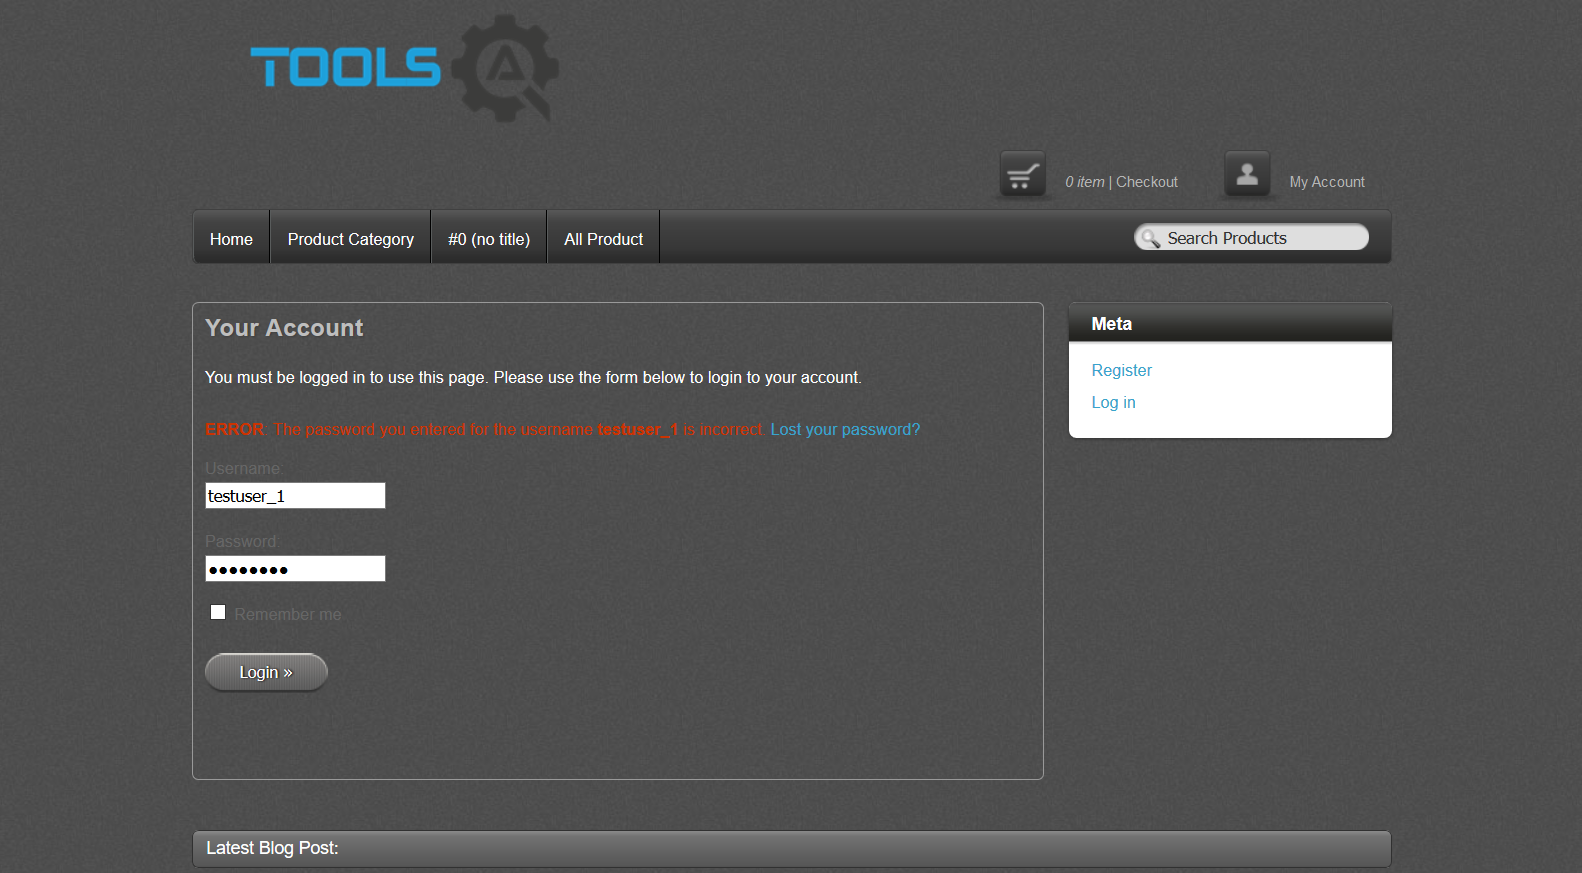 TOOLS
0 item | Checkout
My Account
Home
Product Category
#0 (no title)
All Product
Search Products
Your Account
You must be logged in to use this page. Please use the form below to login to your account.
ERROR: The password you entered for the username testuser_1 is incorrect. Lost your password?
Username:
testuser_1
Password:
••••••••
Remember me
Login »
Meta
Register
Log in
Latest Blog Post: